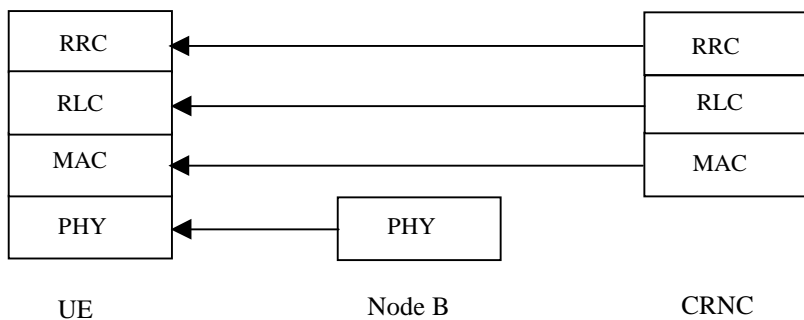 RRC RRC
RLC RLC
MAC MAC
PHY PHY
UE Node B CRNC